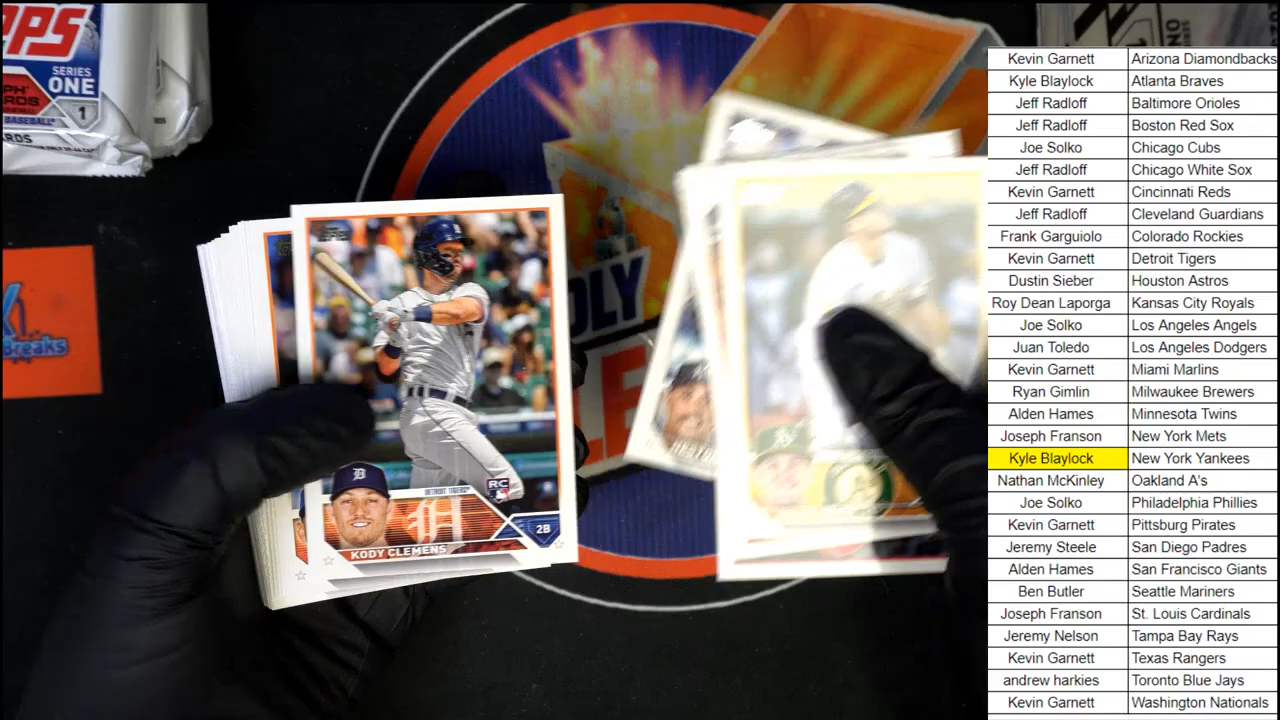 PPS
SERIES
ONE
1
BASEBALL
CARDS
Breaks
OLY
RC
DETROIT TIGERS
2B
KODY CLEMENS
Kevin Garnett Arizona Diamondbacks
Kyle Blaylock Atlanta Braves
Jeff Radloff Baltimore Orioles
Jeff Radloff Boston Red Sox
Joe Solko Chicago Cubs
Jeff Radloff Chicago White Sox
Kevin Garnett Cincinnati Reds
Jeff Radloff Cleveland Guardians
Frank Garguiolo Colorado Rockies
Kevin Garnett Detroit Tigers
Dustin Sieber Houston Astros
Roy Dean Laporga Kansas City Royals
Joe Solko Los Angeles Angels
Juan Toledo Los Angeles Dodgers
Kevin Garnett Miami Marlins
Ryan Gimlin Milwaukee Brewers
Alden Hames Minnesota Twins
Joseph Franson New York Mets
Kyle Blaylock New York Yankees
Nathan McKinley Oakland A's
Joe Solko Philadelphia Phillies
Kevin Garnett Pittsburg Pirates
Jeremy Steele San Diego Padres
Alden Hames San Francisco Giants
Ben Butler Seattle Mariners
Joseph Franson St. Louis Cardinals
Jeremy Nelson Tampa Bay Rays
Kevin Garnett Texas Rangers
andrew harkies Toronto Blue Jays
Kevin Garnett Washington Nationals